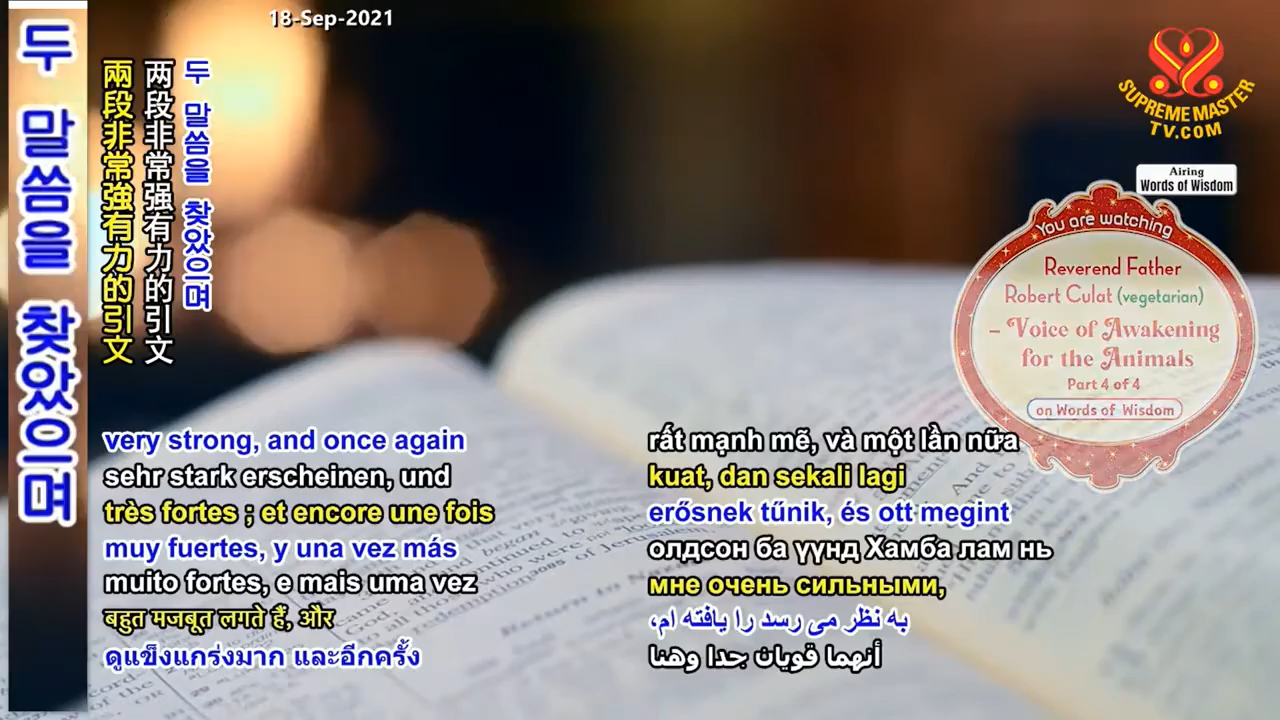 18-Sep-2021
두 말씀을 찾았으며
兩段非常強有力的引文
两段非常强有力的引文
두 말씀을 찾았으며
SUPREME MASTER
TV.COM
Airing
Words of Wisdom
You are watching
Reverend Father
Robert Culat (vegetarian)
– Voice of Awakening
for the Animals
Part 4 of 4
on Words of Wisdom
very strong, and once again
sehr stark erscheinen, und
très fortes ; et encore une fois
muy fuertes, y una vez más
muito fortes, e mais uma vez
बहुत मजबूत लगते हैं, और
ดูแข็งแกร่งมาก และอีกครั้ง
rất mạnh mẽ, và một lần nữa
kuat, dan sekali lagi
erősnek tűnik, és ott megint
олдсон ба үүнд Хамба лам нь
мне очень сильными,
به نظر می رسد را یافته ام،
أنهما قويان جدا وهنا